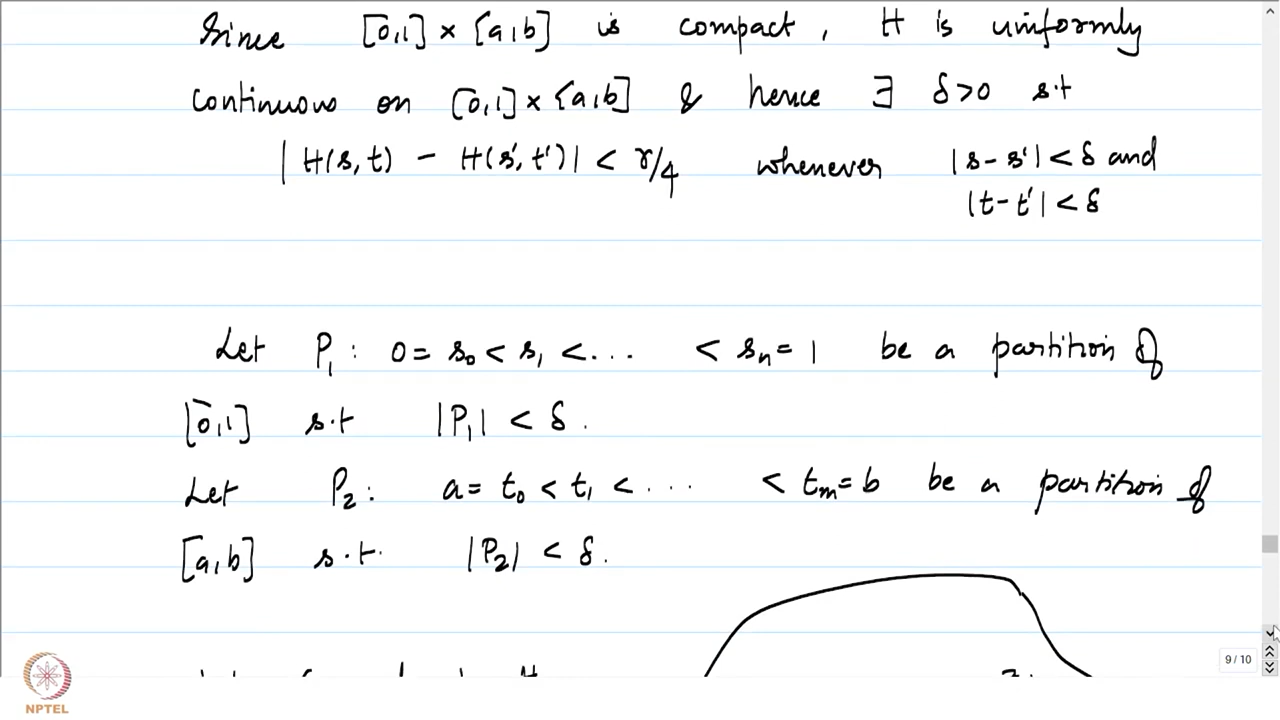 Since [0,1] × [a,b] is compact, H is uniformly
continuous on [0,1] × [a,b] & hence ∃ δ>0 s.t
|H(s,t) - H(s',t')| < r/4 whenever |s-s'| < δ and
|t-t'| < δ
Let P₁: 0 = s₀ < s₁ < ... < sₙ = 1 be a partition of
[0,1] s.t |P₁| < δ.
Let P₂: a = t₀ < t₁ < .... < tₘ = b be a partition of
[a,b] s.t. |P₂| < δ.
9 / 10
NPTEL